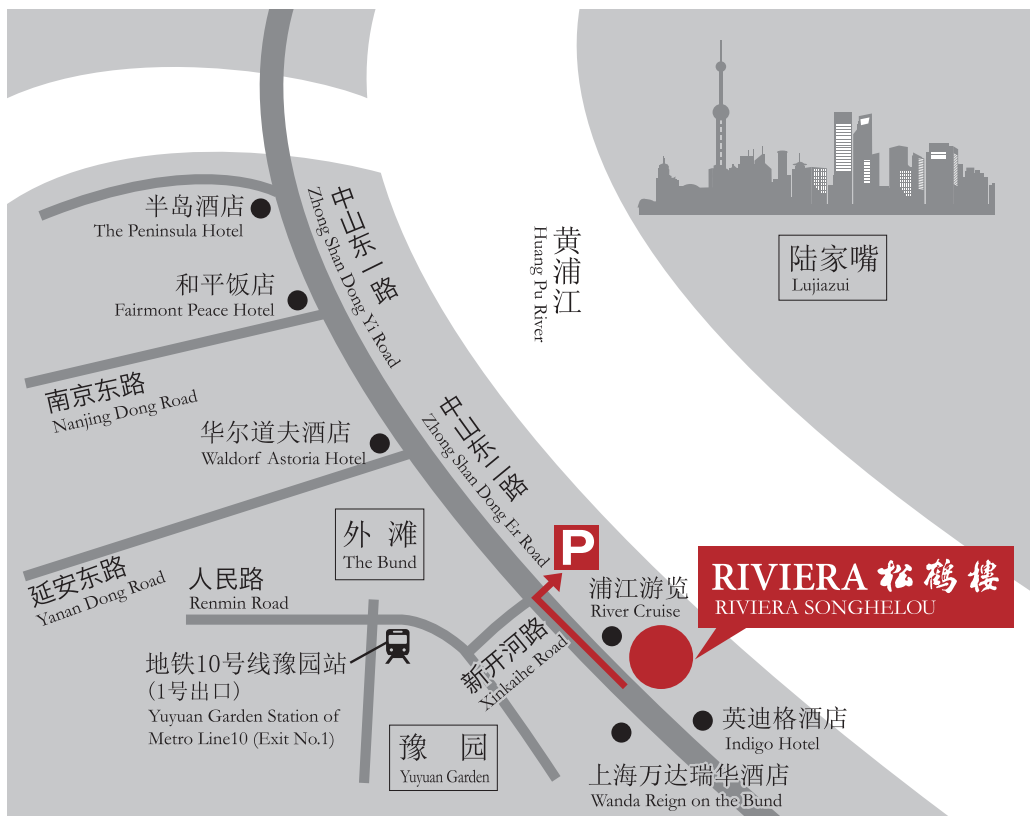 半岛酒店
The Peninsula Hotel
中山东一路
Zhong Shan Dong Yi Road
黄浦江
Huang Pu River
陆家嘴
Lujiazui
和平饭店
Fairmont Peace Hotel
南京东路
Nanjing Dong Road
华尔道夫酒店
Waldorf Astoria Hotel
中山东二路
Zhong Shan Dong Er Road
外 滩
The Bund
P
延安东路
Yanan Dong Road
人民路
Renmin Road
浦江游览
River Cruise
RIVIERA 松鹤楼
RIVIERA SONGHELOU
新开河路
Xinkaihe Road
地铁10号线豫园站
(1号出口)
Yuyuan Garden Station of
Metro Line10 (Exit No.1)
豫 园
Yuyuan Garden
英迪格酒店
Indigo Hotel
上海万达瑞华酒店
Wanda Reign on the Bund